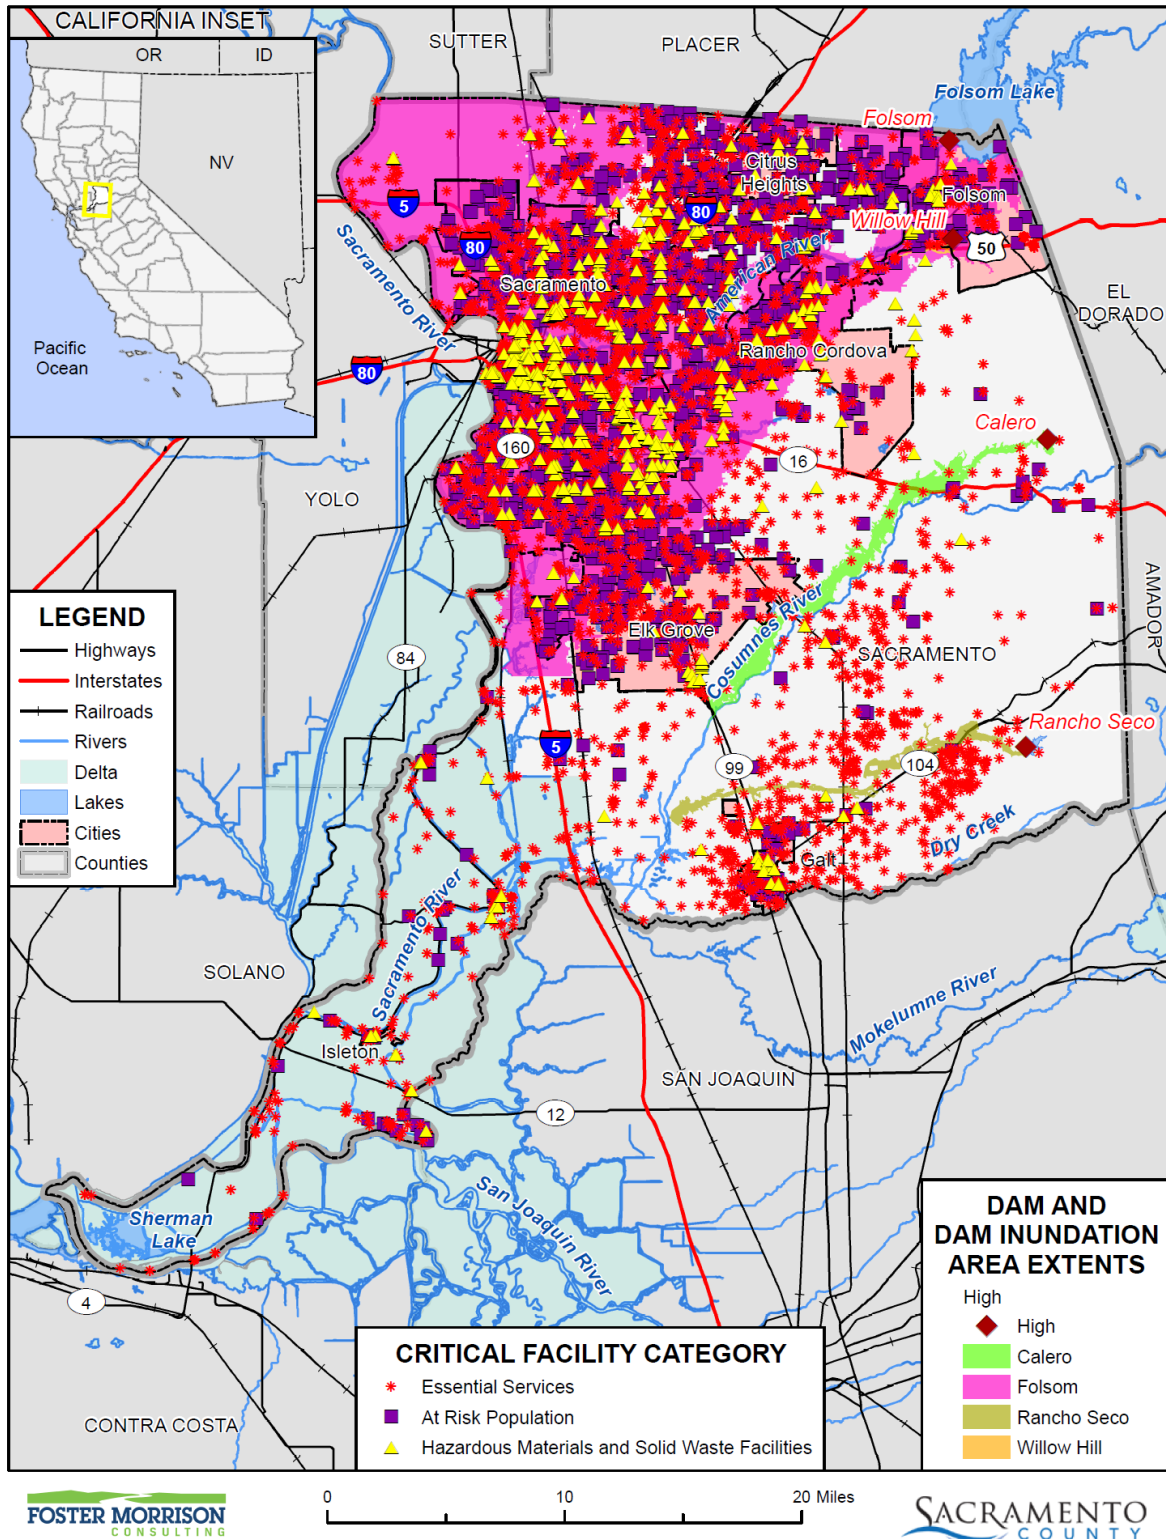 CALIFORNIA INSET
OR
ID
NV
Pacific
Ocean
SUTTER
PLACER
Folsom Lake
Folsom
Citrus
Heights
Folsom
5
80
Willow Hill
50
80
Sacramento River
American River
Sacramento
EL
DORADO
Rancho Cordova
80
Calero
160
16
YOLO
AMADOR
LEGEND
Highways
Interstates
Railroads
Rivers
Delta
Lakes
Cities
Counties
Elk Grove
Cosumnes River
SACRAMENTO
84
Rancho Seco
5
99
104
Dry Creek
Galt
Sacramento River
SOLANO
Mokelumne River
Isleton
SAN JOAQUIN
12
San Joaquin River
Sherman
Lake
4
CONTRA COSTA
DAM AND
DAM INUNDATION
AREA EXTENTS
High
High
Calero
Folsom
Rancho Seco
Willow Hill
CRITICAL FACILITY CATEGORY
Essential Services
At Risk Population
Hazardous Materials and Solid Waste Facilities
FOSTER MORRISON
CONSULTING
0 10 20 Miles
SACRAMENTO
COUNTY